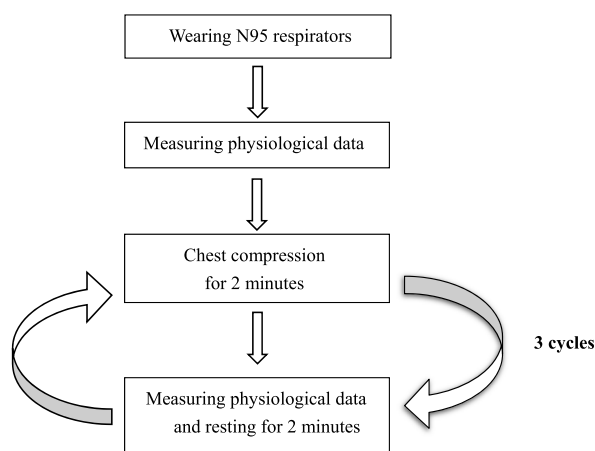 Wearing N95 respirators
Measuring physiological data
Chest compression
for 2 minutes
3 cycles
Measuring physiological data
and resting for 2 minutes